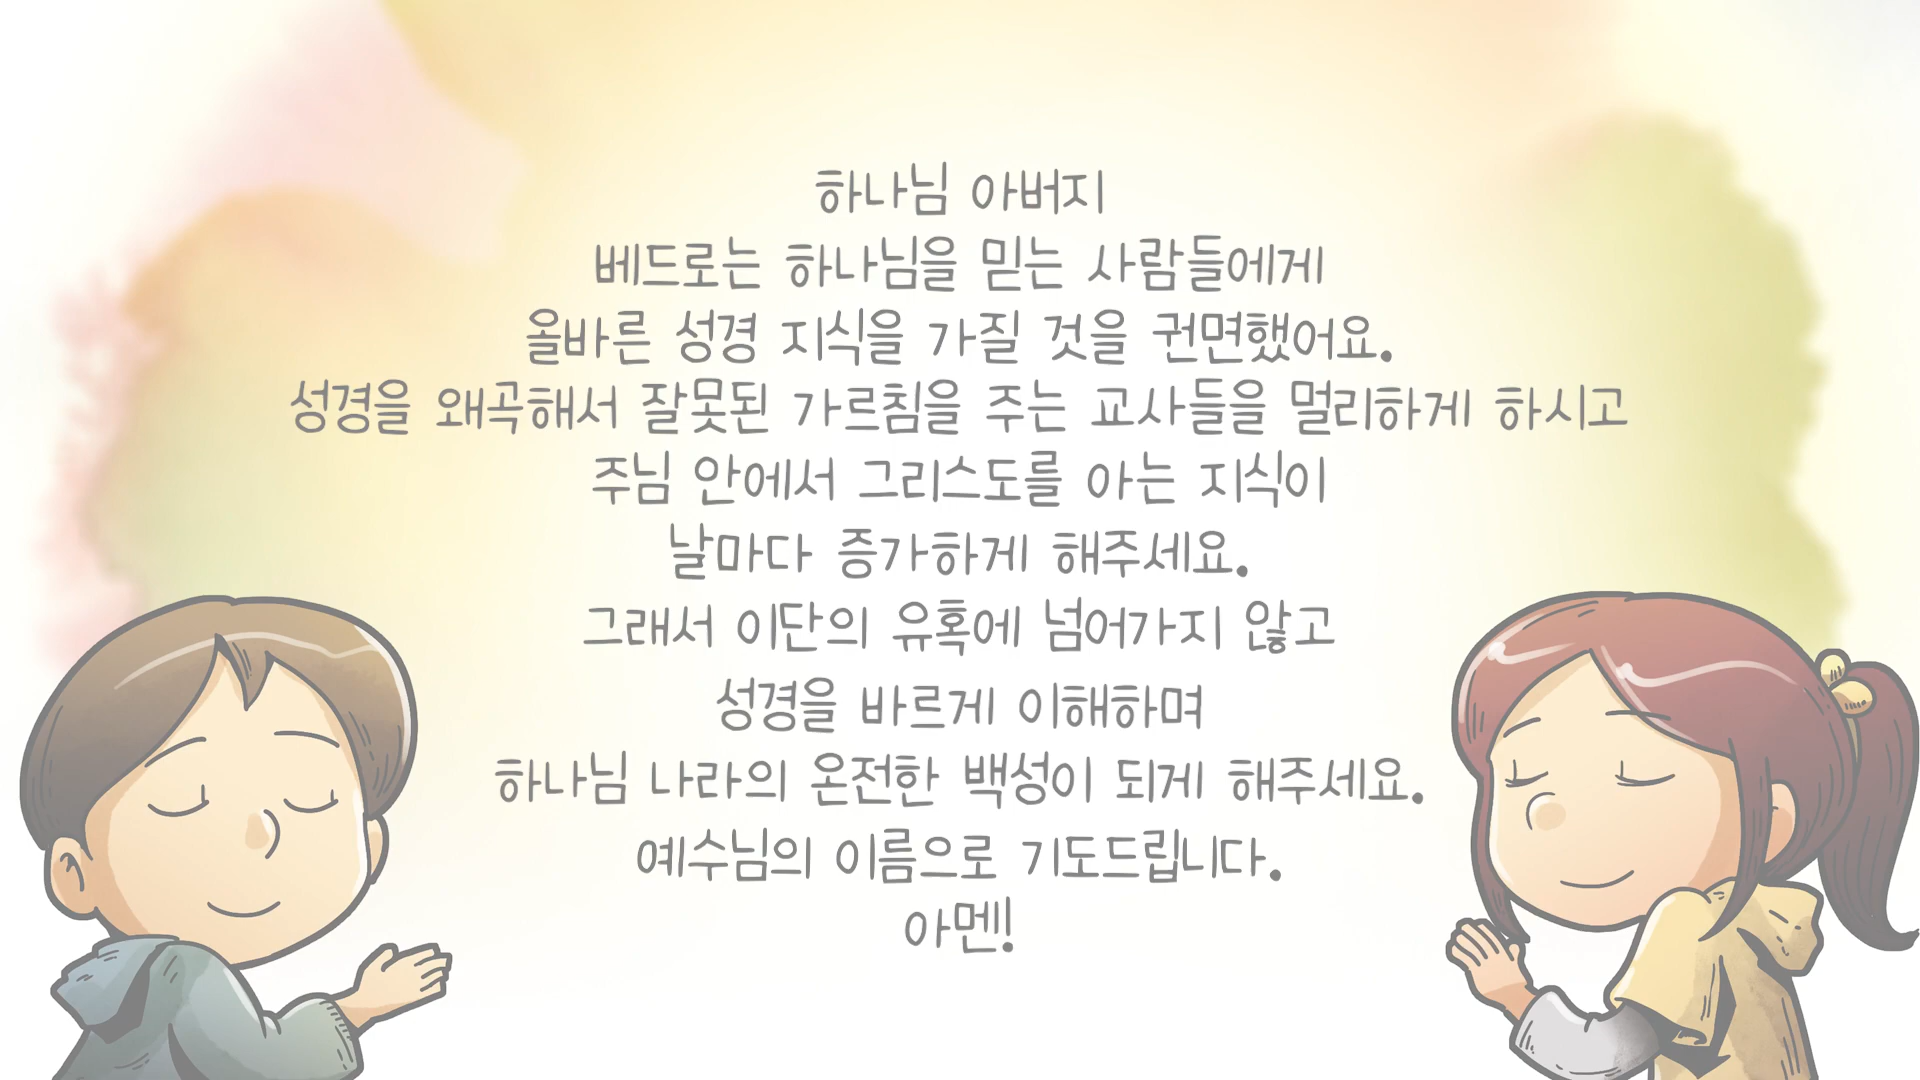 하나님 아버지
베드로는 하나님을 믿는 사람들에게
올바른 성경 지식을 가질 것을 권면했어요.
성경을 왜곡해서 잘못된 가르침을 주는 교사들을 멀리하게 하시고
주님 안에서 그리스도를 아는 지식이
날마다 증가하게 해주세요.
그래서 이단의 유혹에 넘어가지 않고
성경을 바르게 이해하며
하나님 나라의 온전한 백성이 되게 해주세요.
예수님의 이름으로 기도드립니다.
아멘!